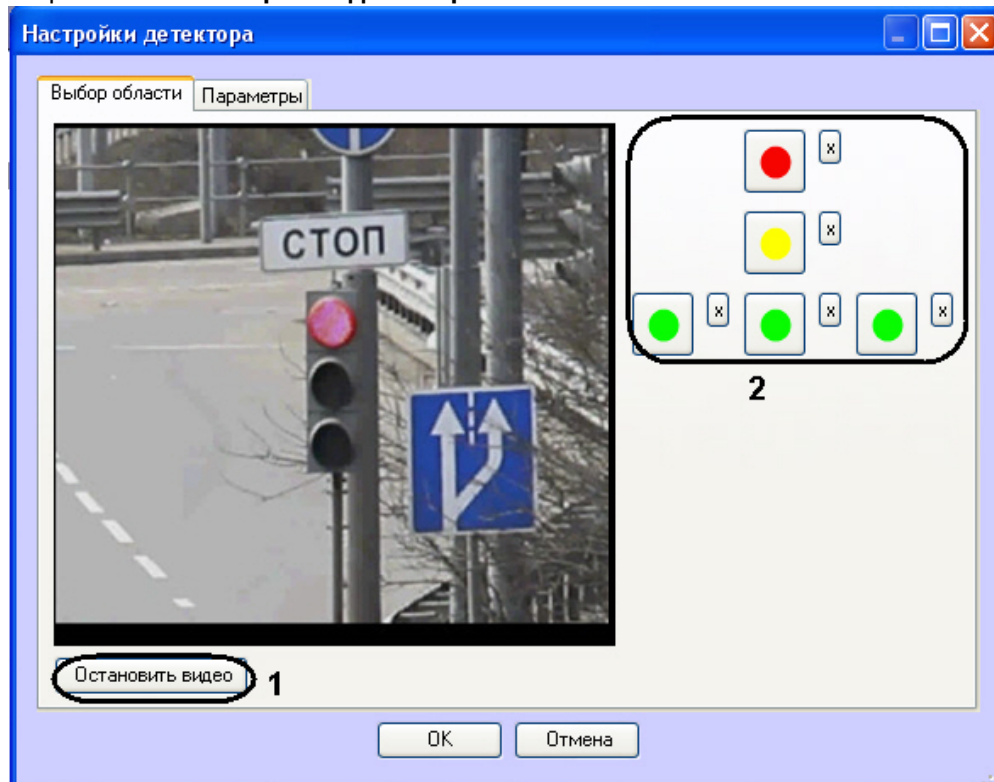 Настройки детектора
Выбор области Параметры
x
СТОП
x
x x x
2
Остановить видео 1
OK Отмена